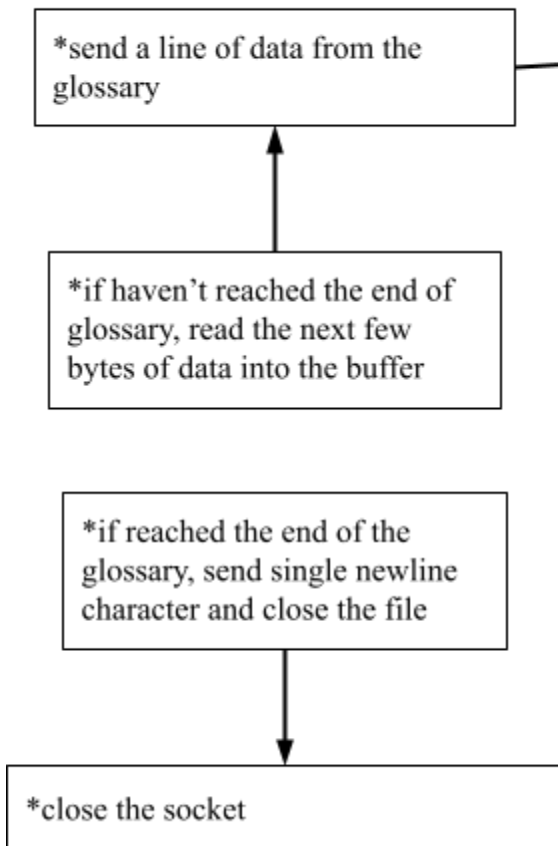 *send a line of data from the
glossary
*if haven’t reached the end of
glossary, read the next few
bytes of data into the buffer
*if reached the end of the
glossary, send single newline
character and close the file
*close the socket